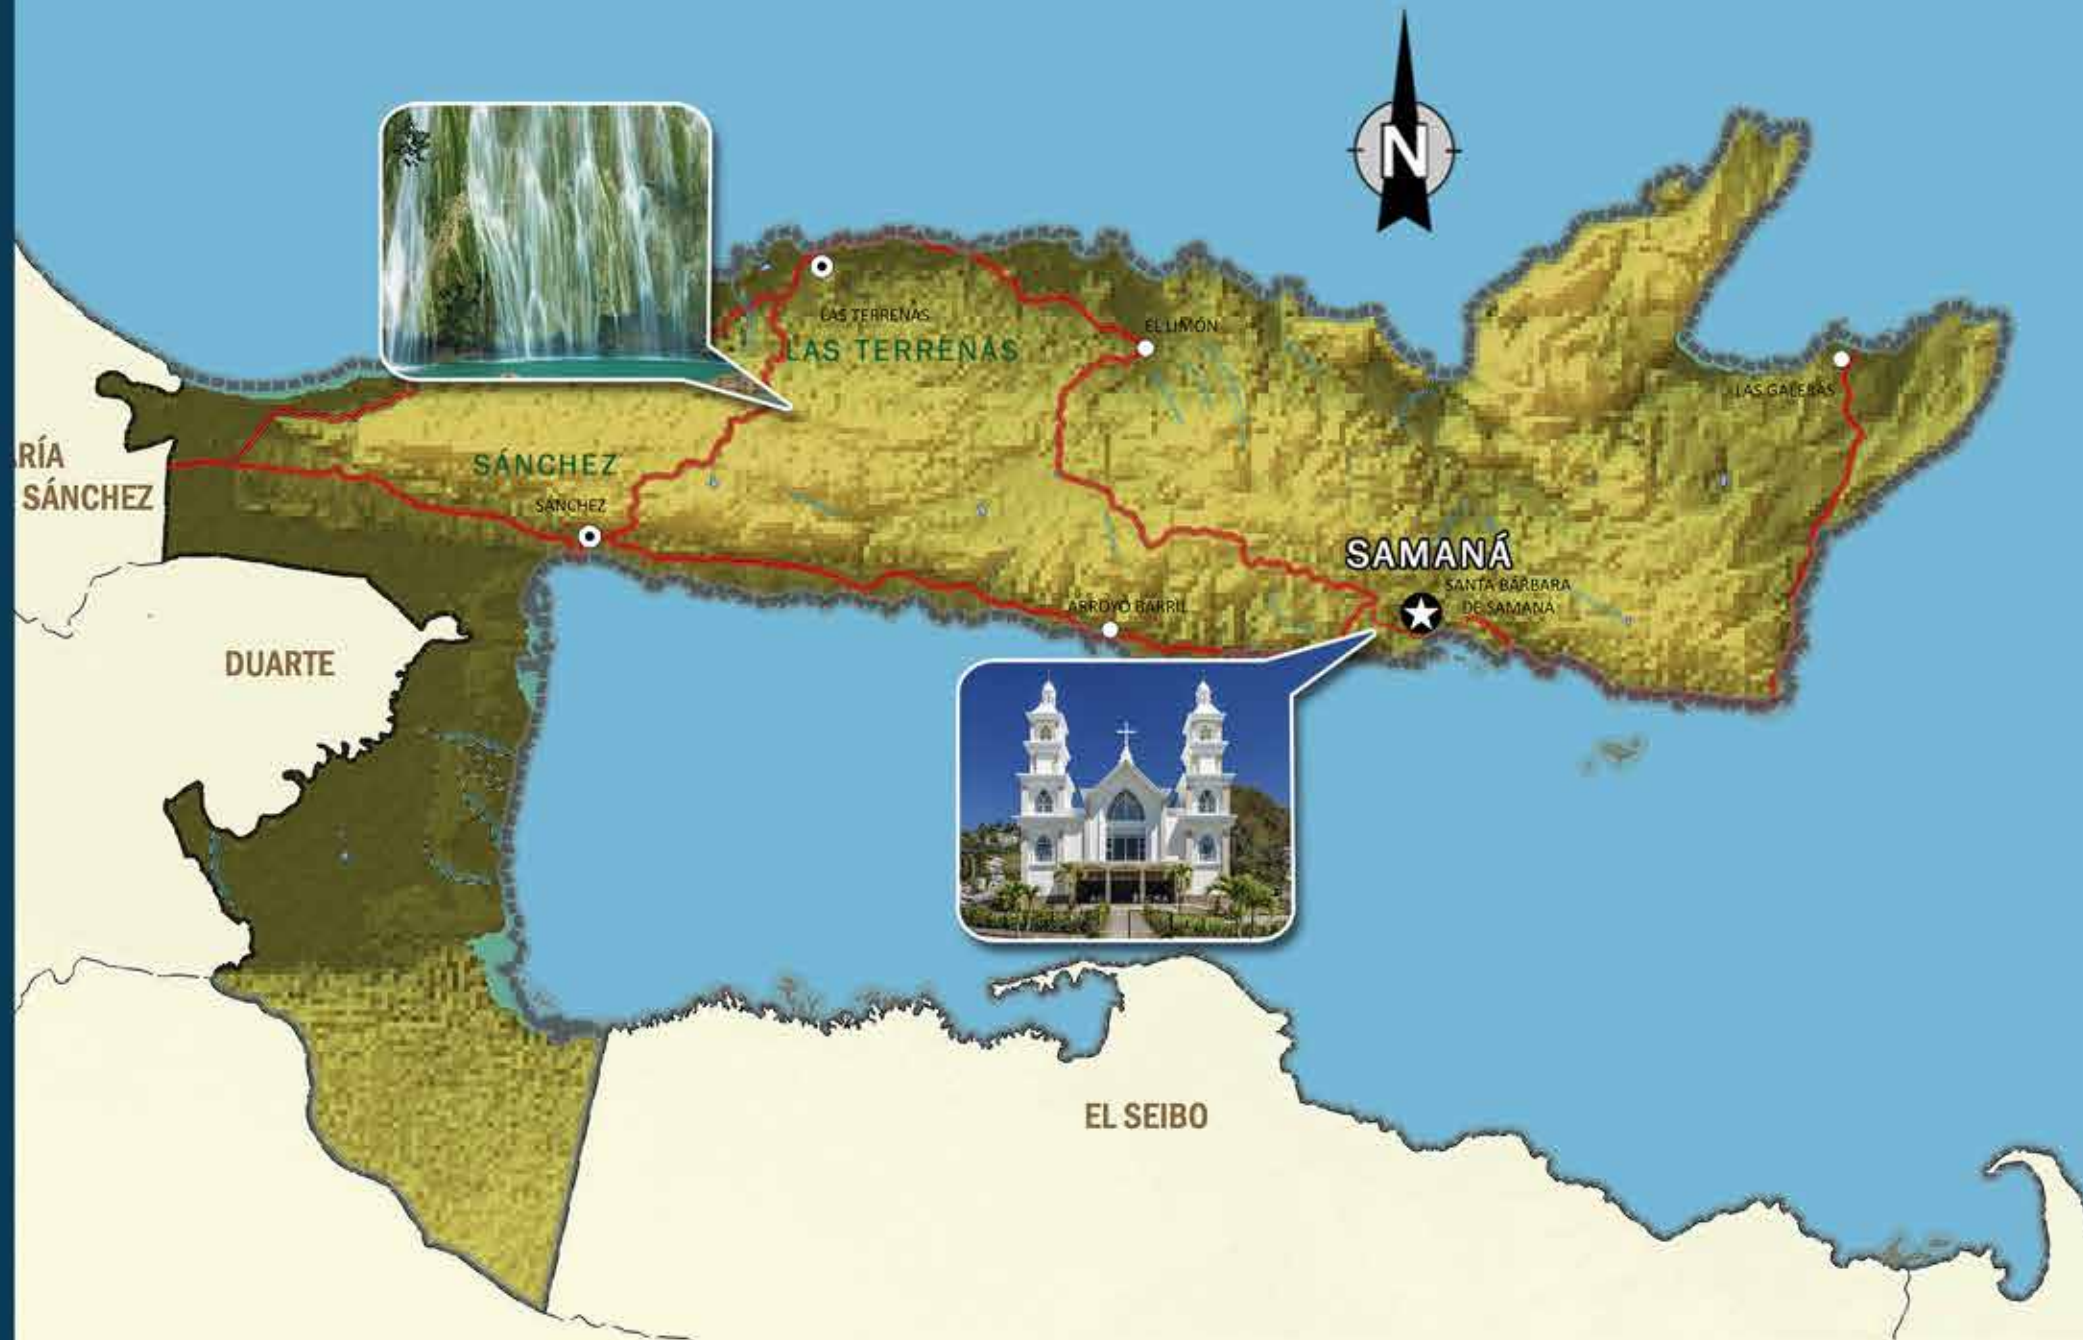 N
LAS TERRENAS
LAS TERRENAS
EL LIMÓN
LAS GALERAS
RÍA
SÁNCHEZ
SÁNCHEZ
SÁNCHEZ
SAMANÁ
SANTA BÁRBARA
DE SAMANÁ
ARROYO BARRIL
DUARTE
EL SEIBO